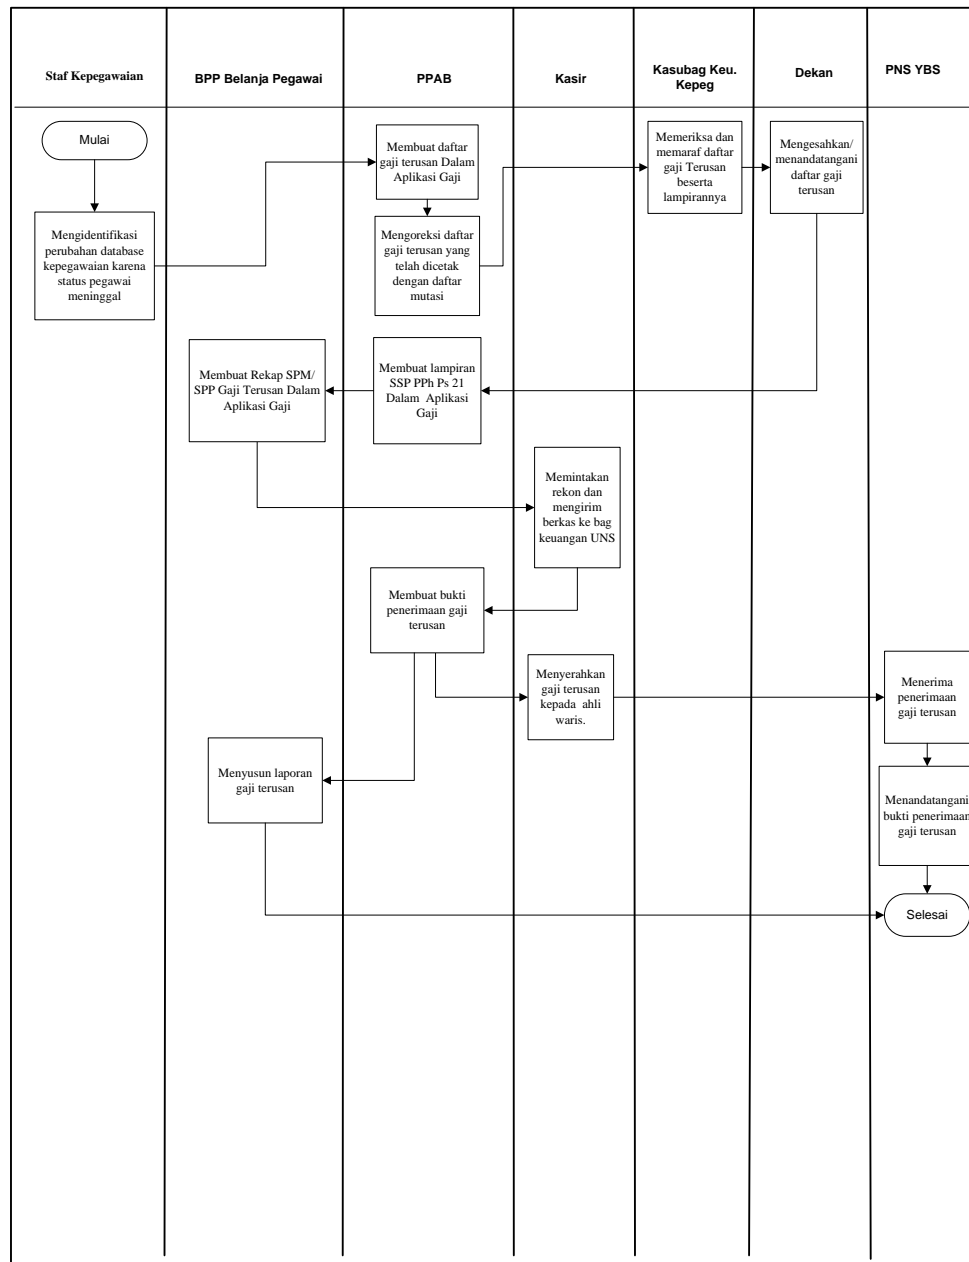 Staf Kepegawaian
BPP Belanja Pegawai
PPAB
Kasir
Kasubag Keu.
Kepeg
Dekan
PNS YBS
Mulai
Mengidentifikasi
perubahan database
kepegawaian karena
status pegawai
meninggal
Membuat daftar
gaji terusan Dalam
Aplikasi Gaji
Mengoreksi daftar
gaji terusan yang
telah dicetak
dengan daftar
mutasi
Memeriksa dan
memaraf daftar
gaji Terusan
beserta
lampirannya
Mengesahkan/
menandatangani
daftar gaji
terusan
Membuat lampiran
SSP PPh Ps 21
Dalam Aplikasi
Gaji
Membuat Rekap SPM/
SPP Gaji Terusan Dalam
Aplikasi Gaji
Memintakan
rekon dan
mengirim
berkas ke bag
keuangan UNS
Membuat bukti
penerimaan gaji
terusan
Menyerahkan
gaji terusan
kepada ahli
waris.
Menerima
penerimaan
gaji terusan
Menyusun laporan
gaji terusan
Menandatangani
bukti penerimaan
gaji terusan
Selesai